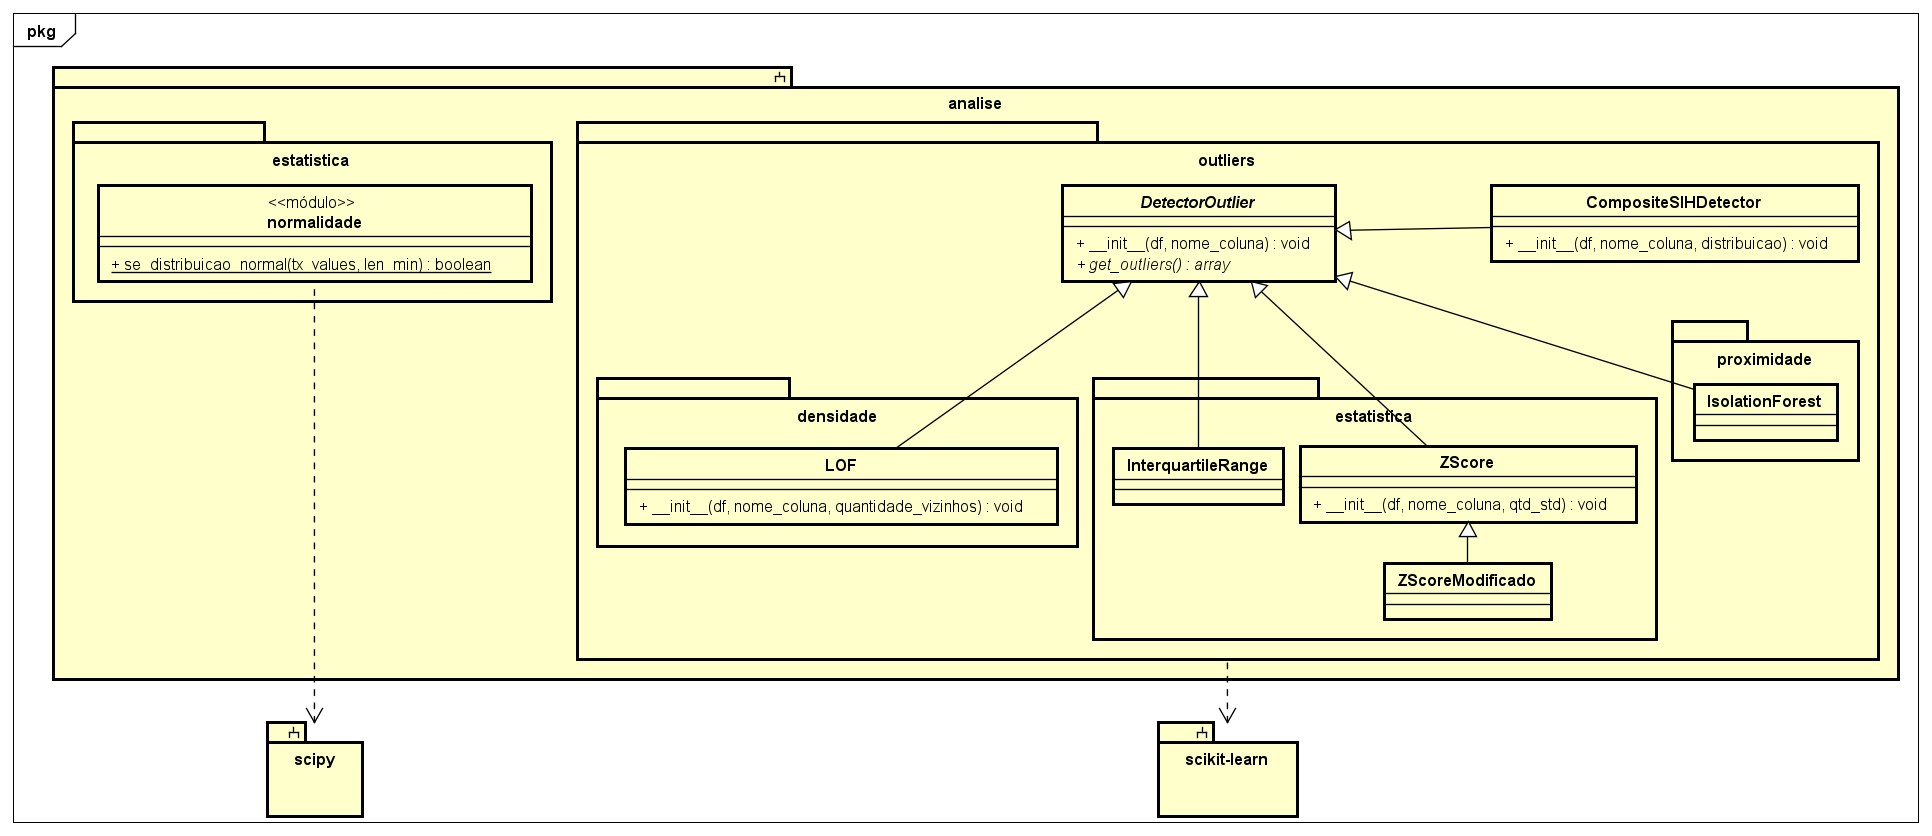 pkg
analise
estatistica
<<módulo>>
normalidade
+ se_distribuicao_normal(tx_values, len_min) : boolean
outliers
DetectorOutlier
+ __init__(df, nome_coluna) : void
+ get_outliers() : array
CompositeSIHDetector
+ __init__(df, nome_coluna, distribuicao) : void
proximidade
IsolationForest
densidade
LOF
+ __init__(df, nome_coluna, quantidade_vizinhos) : void
estatistica
InterquartileRange
ZScore
+ __init__(df, nome_coluna, qtd_std) : void
ZScoreModificado
scipy
scikit-learn